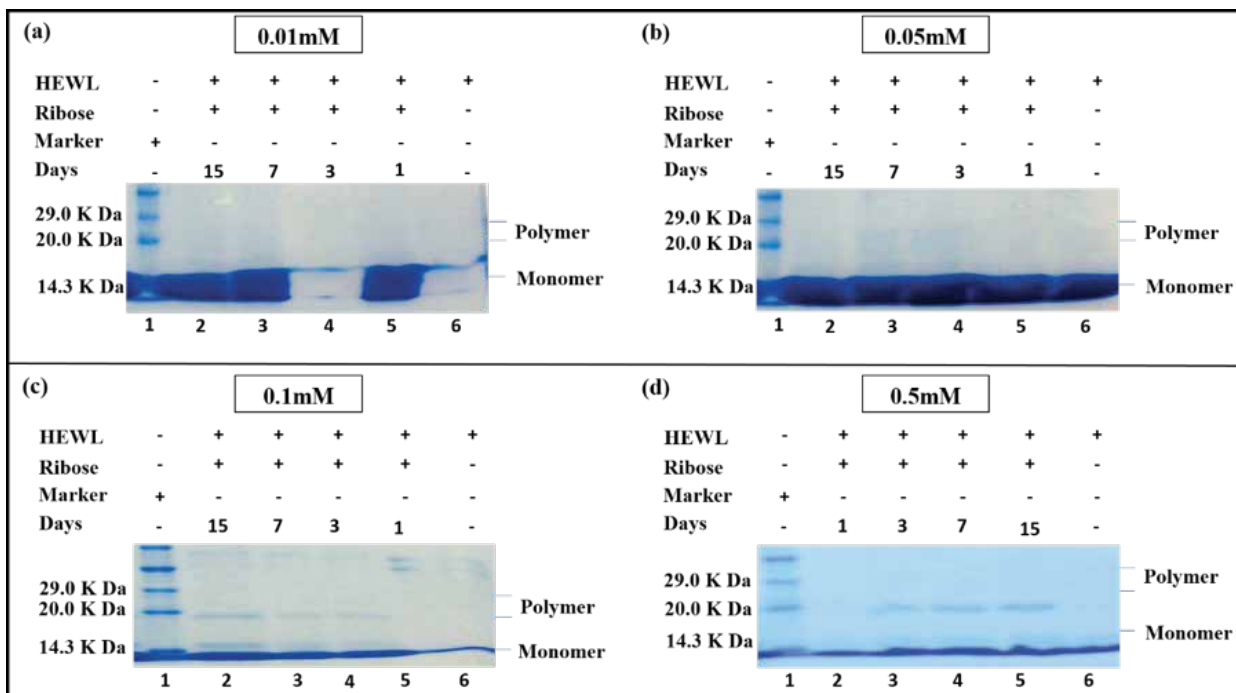 (a) 0.01mM
HEWL - + + + + +
Ribose - + + + + -
Marker + - - - - -
Days - 15 7 3 1 -
29.0 K Da
20.0 K Da
14.3 K Da
Polymer
Monomer
1 2 3 4 5 6
(b) 0.05mM
HEWL - + + + + +
Ribose - + + + + -
Marker + - - - - -
Days - 15 7 3 1 -
29.0 K Da
20.0 K Da
14.3 K Da
Polymer
Monomer
1 2 3 4 5 6
(c) 0.1mM
HEWL - + + + + +
Ribose - + + + + -
Marker + - - - - -
Days - 15 7 3 1 -
29.0 K Da
20.0 K Da
14.3 K Da
Polymer
Monomer
1 2 3 4 5 6
(d) 0.5mM
HEWL - + + + + +
Ribose - + + + + -
Marker + - - - - -
Days - 1 3 7 15 -
29.0 K Da
20.0 K Da
14.3 K Da
Polymer
Monomer
1 2 3 4 5 6